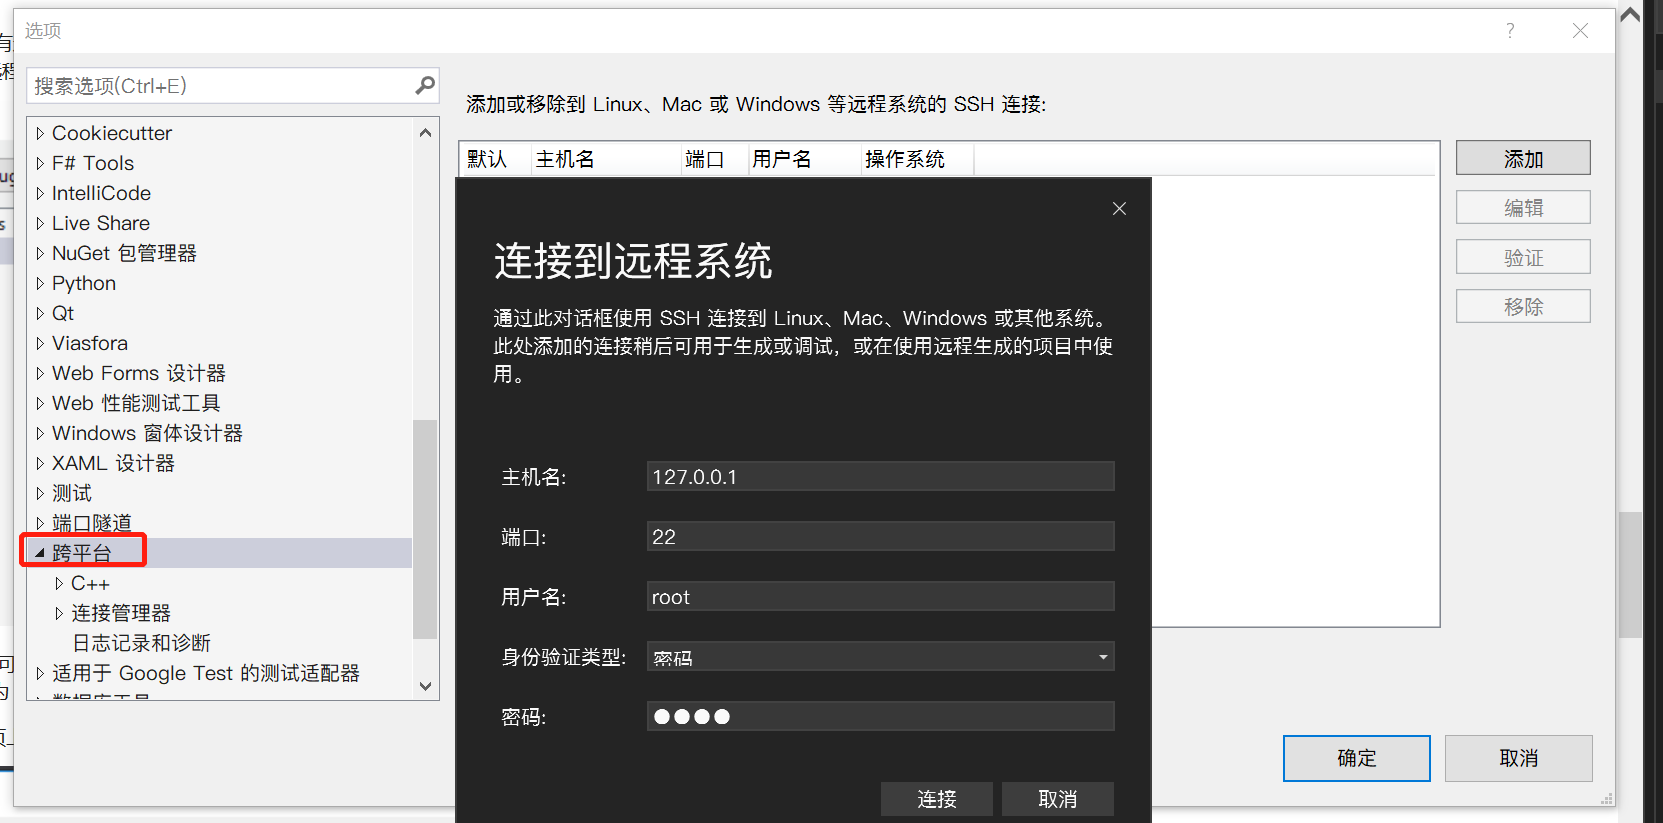 选项
搜索选项(Ctrl+E)
Cookiecutter
F# Tools
IntelliCode
Live Share
NuGet 包管理器
Python
Qt
Viasfora
Web Forms 设计器
Web 性能测试工具
Windows 窗体设计器
XAML 设计器
测试
端口隧道
跨平台
C++
连接管理器
日志记录和诊断
适用于 Google Test 的测试适配器
添加或移除到 Linux、Mac 或 Windows 等远程系统的 SSH 连接:
默认 主机名 端口 用户名 操作系统
添加
编辑
验证
移除
连接到远程系统
通过此对话框使用 SSH 连接到 Linux、Mac、Windows 或其他系统。
此处添加的连接稍后可用于生成或调试，或在使用远程生成的项目中使
用。
主机名: 127.0.0.1
端口: 22
用户名: root
身份验证类型: 密码
密码: ●●●●
连接 取消
确定 取消